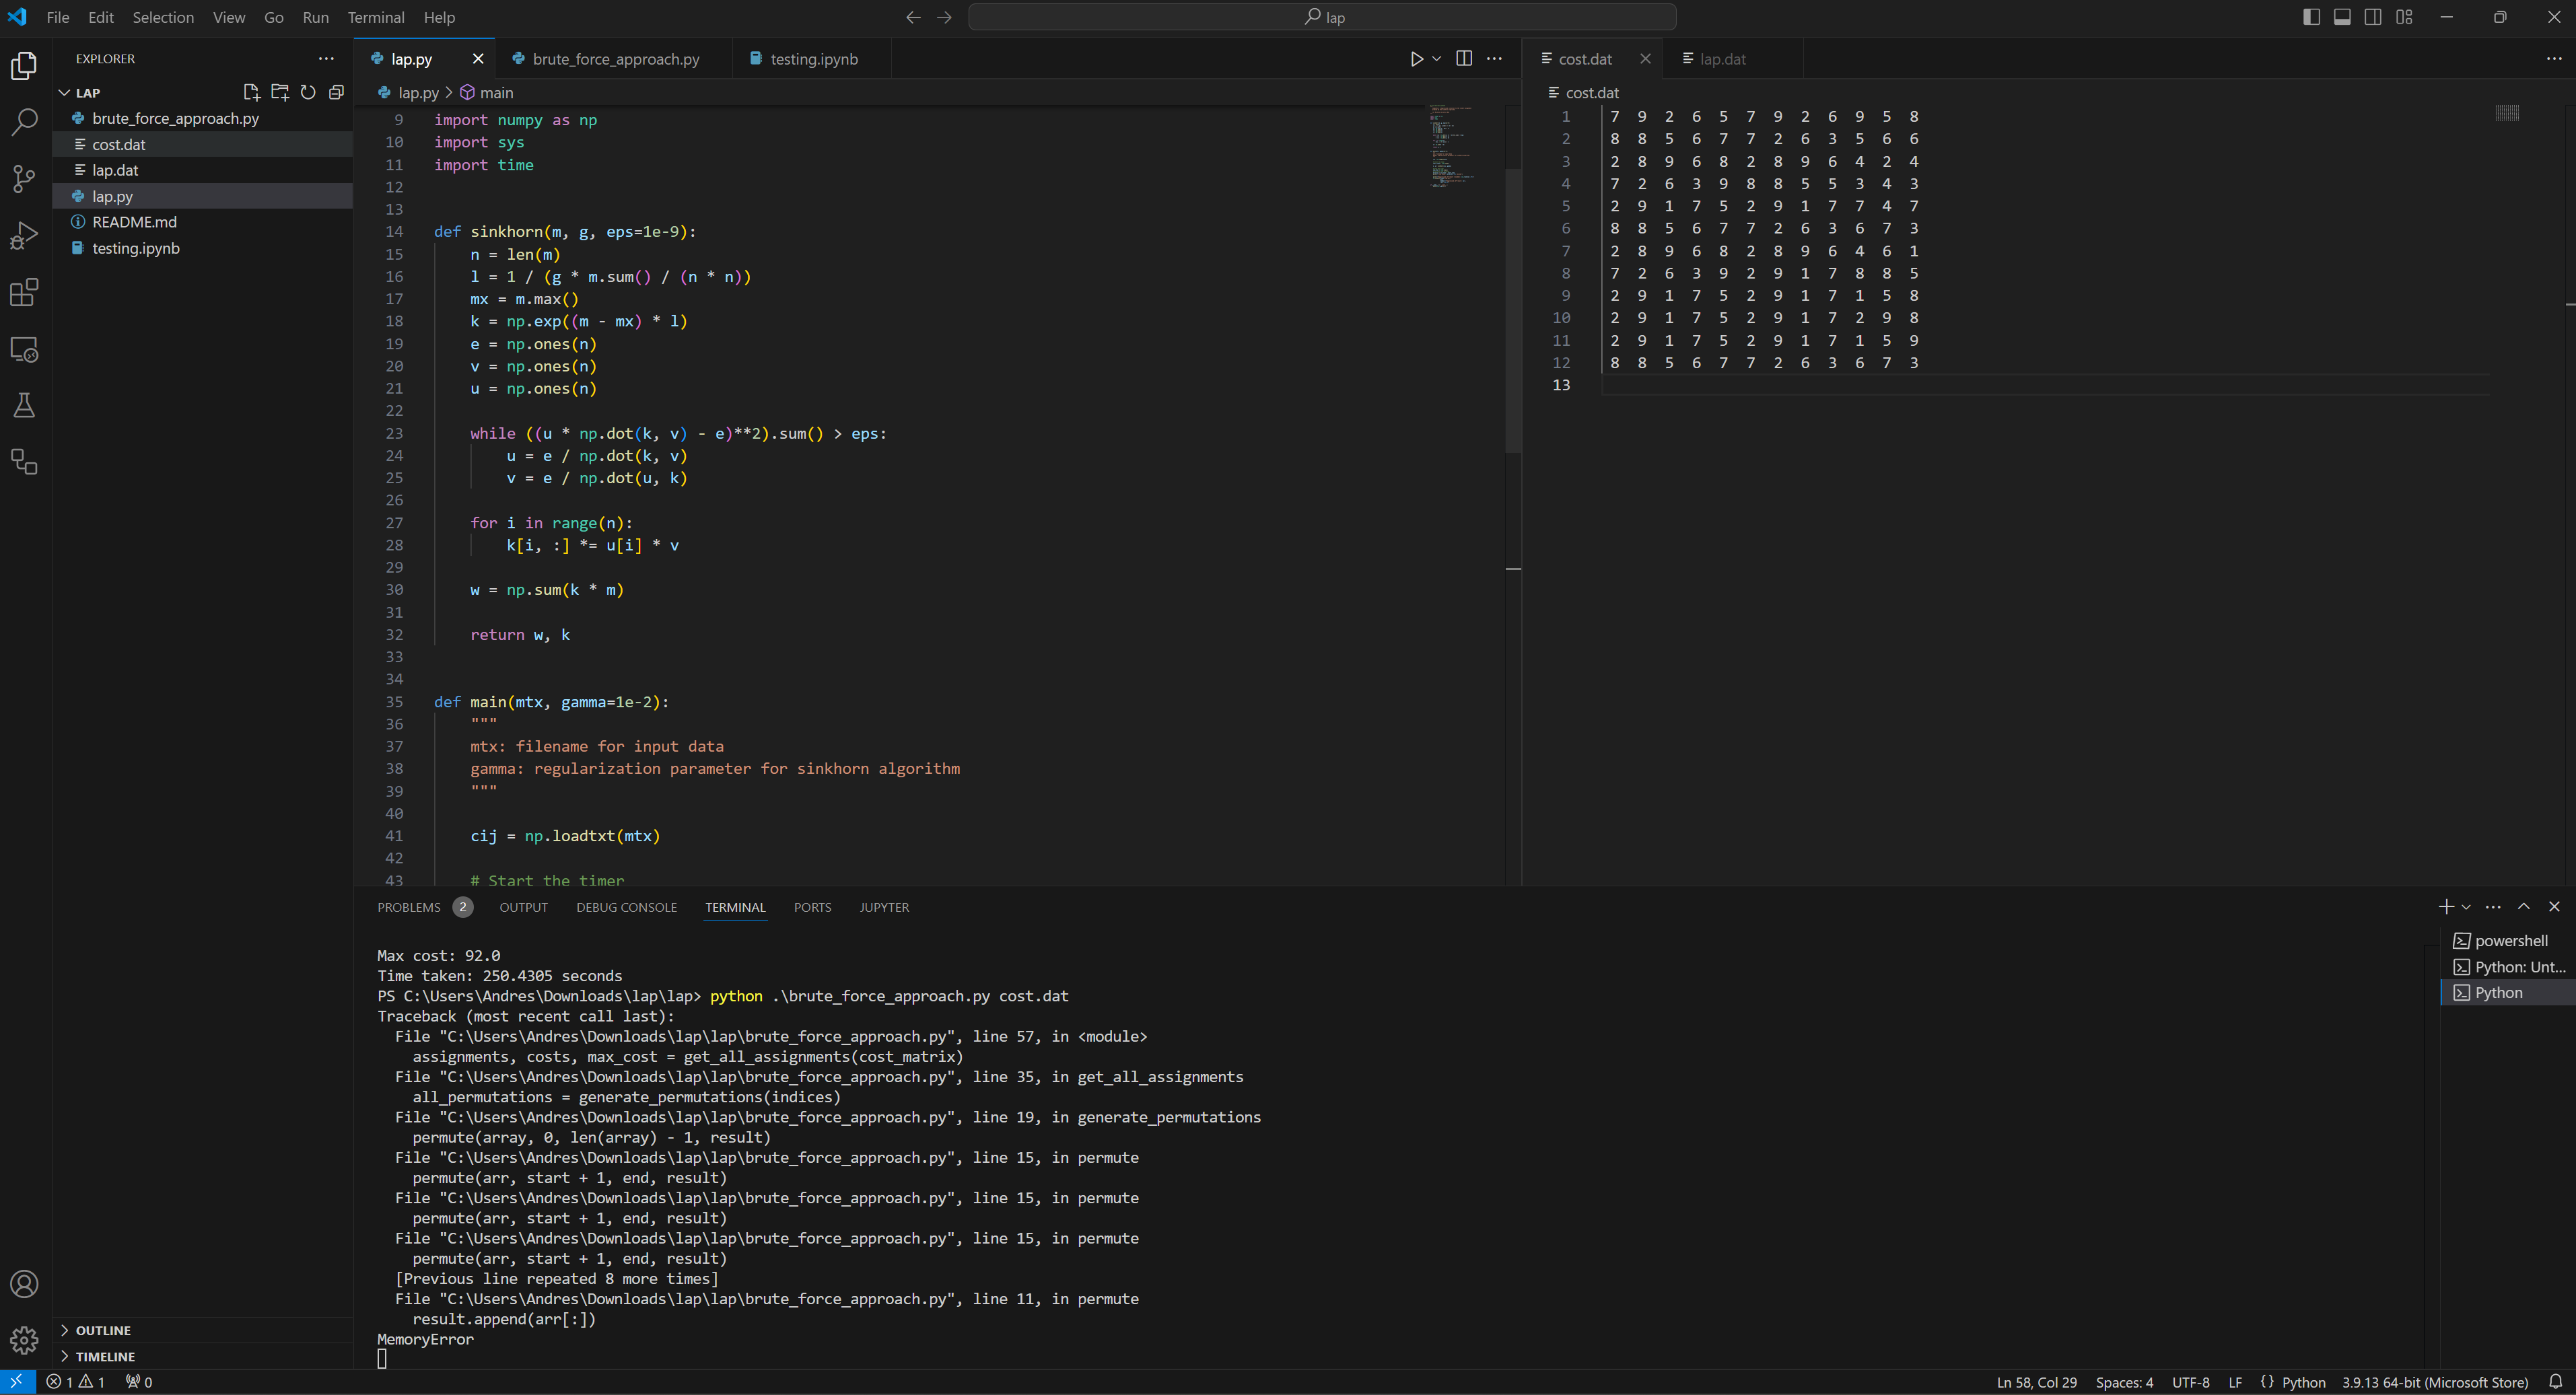 File Edit Selection View Go Run Terminal Help
lap
EXPLORER
LAP
brute_force_approach.py
cost.dat
lap.dat
lap.py
README.md
testing.ipynb
OUTLINE
TIMELINE
lap.py brute_force_approach.py testing.ipynb
lap.py > main
9 import numpy as np
10 import sys
11 import time
12
13
14 def sinkhorn(m, g, eps=1e-9):
15 n = len(m)
16 l = 1 / (g * m.sum() / (n * n))
17 mx = m.max()
18 k = np.exp((m - mx) * l)
19 e = np.ones(n)
20 v = np.ones(n)
21 u = np.ones(n)
22
23 while ((u * np.dot(k, v) - e)**2).sum() > eps:
24 u = e / np.dot(k, v)
25 v = e / np.dot(u, k)
26
27 for i in range(n):
28 k[i, :] *= u[i] * v
29
30 w = np.sum(k * m)
31
32 return w, k
33
34
35 def main(mtx, gamma=1e-2):
36 """
37 mtx: filename for input data
38 gamma: regularization parameter for sinkhorn algorithm
39 """
40
41 cij = np.loadtxt(mtx)
42
43 # Start the timer
cost.dat lap.dat
cost.dat
1 7 9 2 6 5 7 9 2 6 9 5 8
2 8 8 5 6 7 7 2 6 3 5 6 6
3 2 8 9 6 8 2 8 9 6 4 2 4
4 7 2 6 3 9 8 8 5 5 3 4 3
5 2 9 1 7 5 2 9 1 7 7 4 7
6 8 8 5 6 7 7 2 6 3 6 7 3
7 2 8 9 6 8 2 8 9 6 4 6 1
8 7 2 6 3 9 2 9 1 7 8 8 5
9 2 9 1 7 5 2 9 1 7 1 5 8
10 2 9 1 7 5 2 9 1 7 2 9 8
11 2 9 1 7 5 2 9 1 7 1 5 9
12 8 8 5 6 7 7 2 6 3 6 7 3
13
PROBLEMS 2 OUTPUT DEBUG CONSOLE TERMINAL PORTS JUPYTER
Max cost: 92.0
Time taken: 250.4305 seconds
PS C:\Users\Andres\Downloads\lap\lap> python .\brute_force_approach.py cost.dat
Traceback (most recent call last):
File "C:\Users\Andres\Downloads\lap\lap\brute_force_approach.py", line 57, in <module>
assignments, costs, max_cost = get_all_assignments(cost_matrix)
File "C:\Users\Andres\Downloads\lap\lap\brute_force_approach.py", line 35, in get_all_assignments
all_permutations = generate_permutations(indices)
File "C:\Users\Andres\Downloads\lap\lap\brute_force_approach.py", line 19, in generate_permutations
permute(array, 0, len(array) - 1, result)
File "C:\Users\Andres\Downloads\lap\lap\brute_force_approach.py", line 15, in permute
permute(arr, start + 1, end, result)
File "C:\Users\Andres\Downloads\lap\lap\brute_force_approach.py", line 15, in permute
permute(arr, start + 1, end, result)
File "C:\Users\Andres\Downloads\lap\lap\brute_force_approach.py", line 15, in permute
permute(arr, start + 1, end, result)
[Previous line repeated 8 more times]
File "C:\Users\Andres\Downloads\lap\lap\brute_force_approach.py", line 11, in permute
result.append(arr[:])
MemoryError
powershell
Python: Unt...
Python
1 1 0
Ln 58, Col 29 Spaces: 4 UTF-8 LF {} Python 3.9.13 64-bit (Microsoft Store)